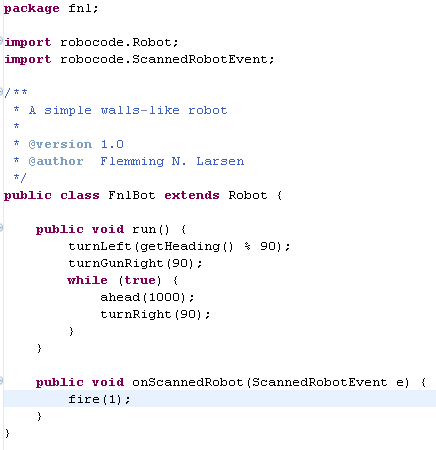 package fnl;
import robocode.Robot;
import robocode.ScannedRobotEvent;
/**
 * A simple walls-like robot
 *
 * @version 1.0
 * @author  Flemming N. Larsen
 */
public class FnlBot extends Robot {
    public void run() {
        turnLeft(getHeading() % 90);
        turnGunRight(90);
        while (true) {
            ahead(1000);
            turnRight(90);
        }
    }
    public void onScannedRobot(ScannedRobotEvent e) {
        fire(1);
    }
}